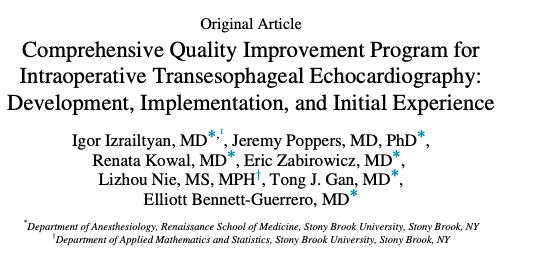 Original Article
Comprehensive Quality Improvement Program for
Intraoperative Transesophageal Echocardiography:
Development, Implementation, and Initial Experience
Igor Izrailtyan, MD*,¹, Jeremy Poppers, MD, PhD*,
Renata Kowal, MD*, Eric Zabirowicz, MD*,
Lizhou Nie, MS, MPH†, Tong J. Gan, MD*,
Elliott Bennett-Guerrero, MD*
*Department of Anesthesiology, Renaissance School of Medicine, Stony Brook University, Stony Brook, NY
†Department of Applied Mathematics and Statistics, Stony Brook University, Stony Brook, NY